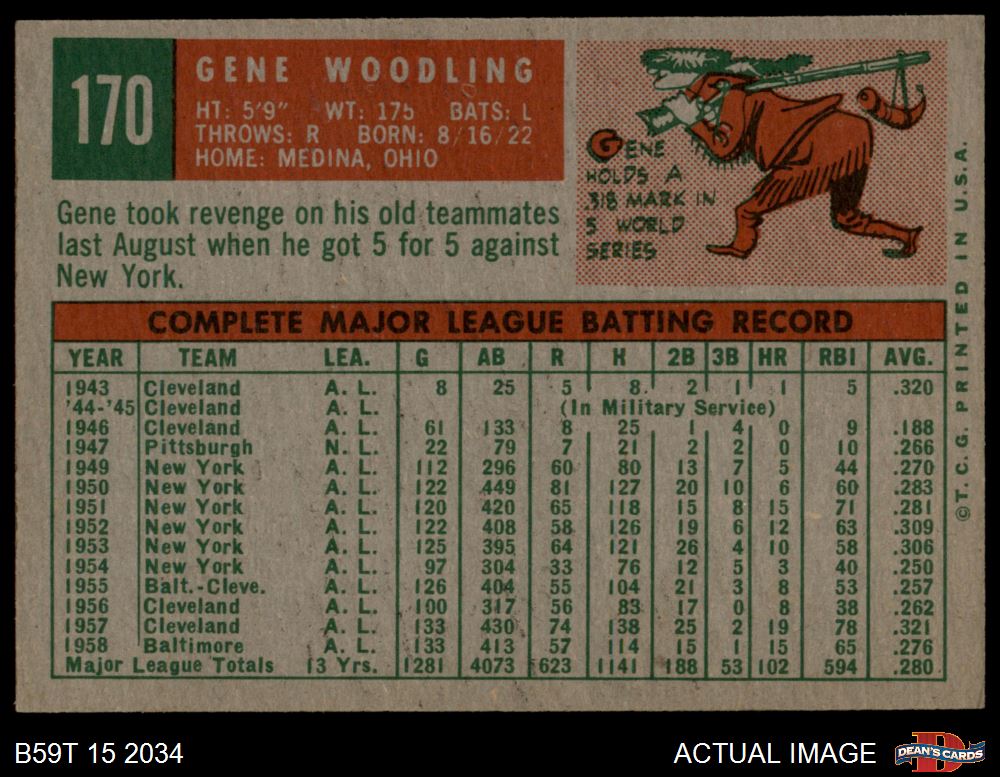 170
GENE WOODLING
HT: 5'9" WT: 175 BATS: L
THROWS: R BORN: 8/16/22
HOME: MEDINA, OHIO
Gene took revenge on his old teammates
last August when he got 5 for 5 against
New York.
GENE
HOLDS A
.318 MARK IN
5 WORLD
SERIES
COMPLETE MAJOR LEAGUE BATTING RECORD
YEAR TEAM LEA. G AB R H 2B 3B HR RBI AVG.
1943 Cleveland A. L. 8 25 5 8 2 1 1 5 .320
'44-'45 Cleveland A. L. (In Military Service)
1946 Cleveland A. L. 61 133 8 25 1 4 0 9 .188
1947 Pittsburgh N. L. 22 79 7 21 2 2 0 10 .266
1949 New York A. L. 112 296 60 80 13 7 5 44 .270
1950 New York A. L. 122 449 81 127 20 10 6 60 .283
1951 New York A. L. 120 420 65 118 15 8 15 71 .281
1952 New York A. L. 122 408 58 126 19 6 12 63 .309
1953 New York A. L. 125 395 64 121 26 4 10 58 .306
1954 New York A. L. 97 304 33 76 12 5 3 40 .250
1955 Balt.-Cleve. A. L. 126 404 55 104 21 3 8 53 .257
1956 Cleveland A. L. 100 317 56 83 17 0 8 38 .262
1957 Cleveland A. L. 133 430 74 138 25 2 19 78 .321
1958 Baltimore A. L. 133 413 57 114 15 1 15 65 .276
Major League Totals 13 Yrs. 1281 4073 623 1141 188 53 102 594 .280
©T. C. G. PRINTED IN U.S.A.
B59T 15 2034
ACTUAL IMAGE
DEAN'S CARDS